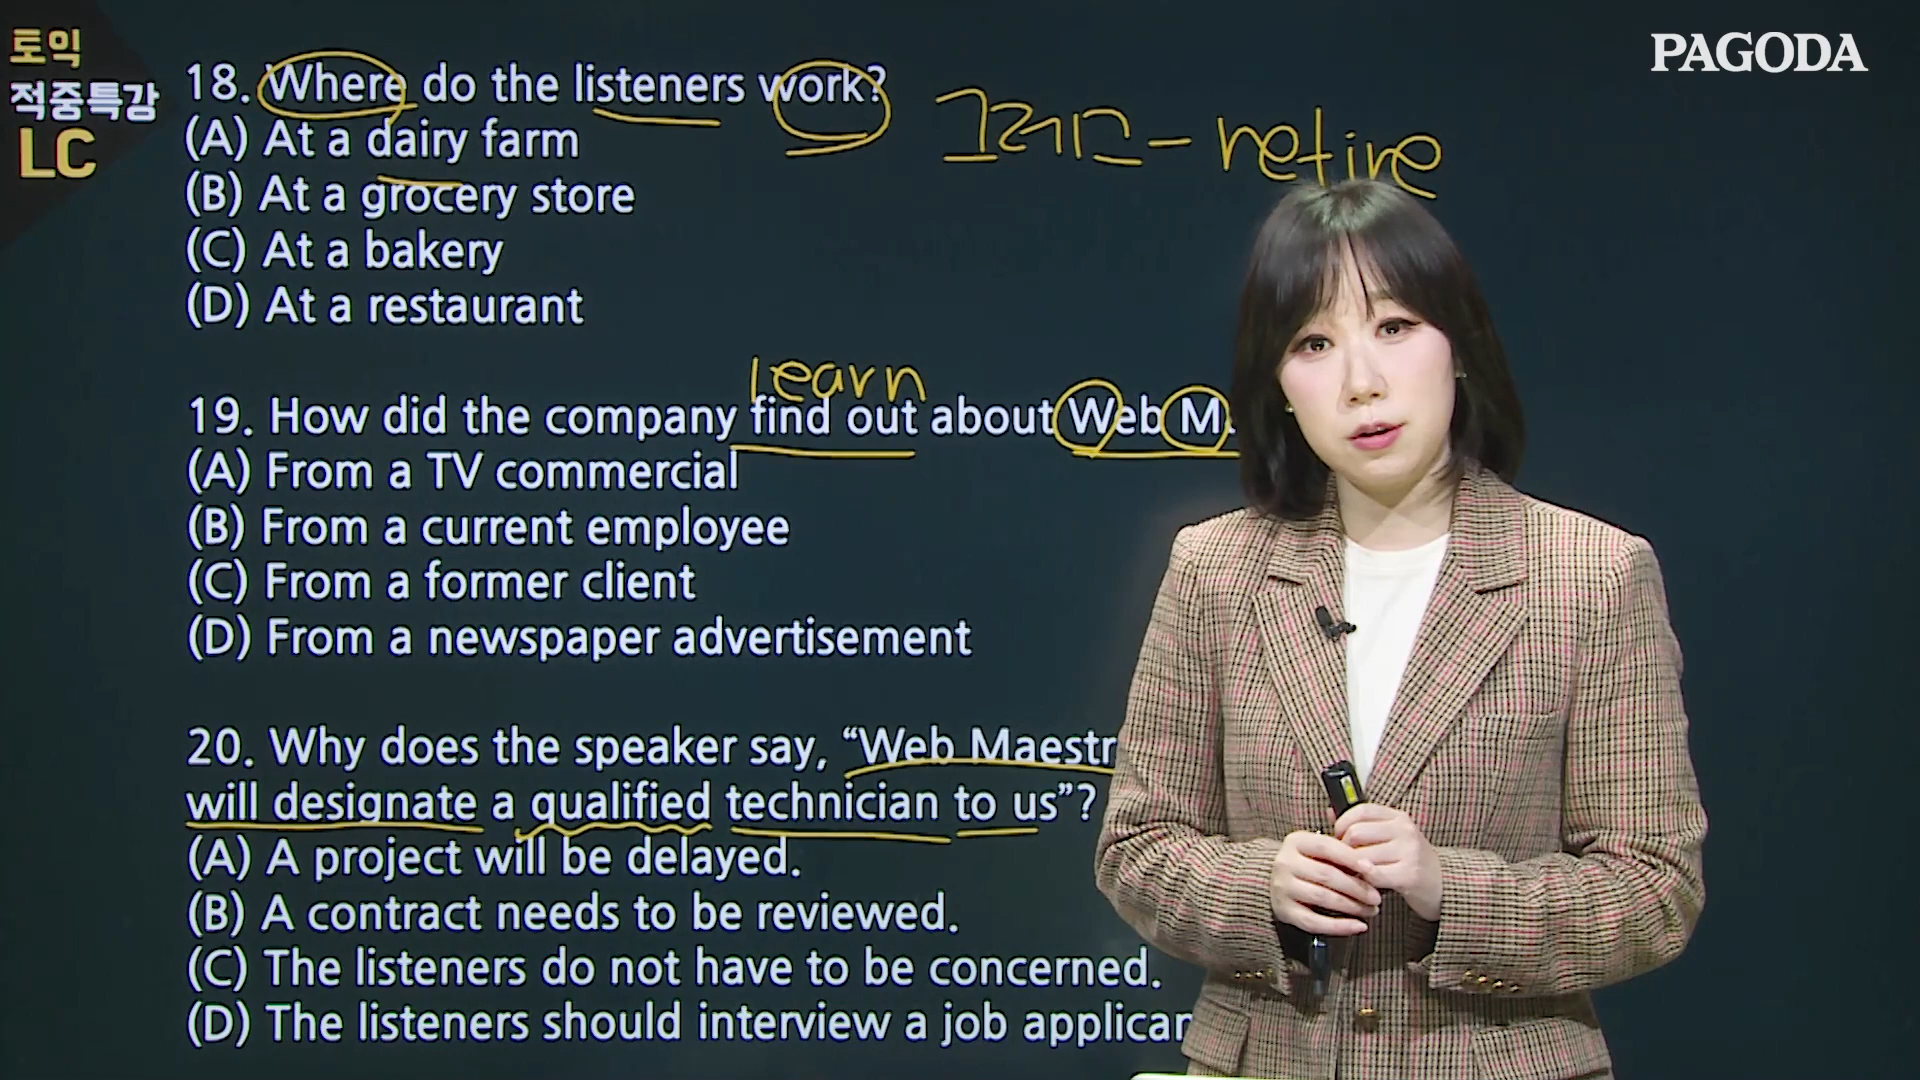 토익
적중특강
LC
PAGODA
18. Where do the listeners work?
(A) At a dairy farm
(B) At a grocery store
(C) At a bakery
(D) At a restaurant
그러다 - retire
learn
19. How did the company find out about Web M
(A) From a TV commercial
(B) From a current employee
(C) From a former client
(D) From a newspaper advertisement
20. Why does the speaker say, “Web Maestr
will designate a qualified technician to us”?
(A) A project will be delayed.
(B) A contract needs to be reviewed.
(C) The listeners do not have to be concerned.
(D) The listeners should interview a job applican